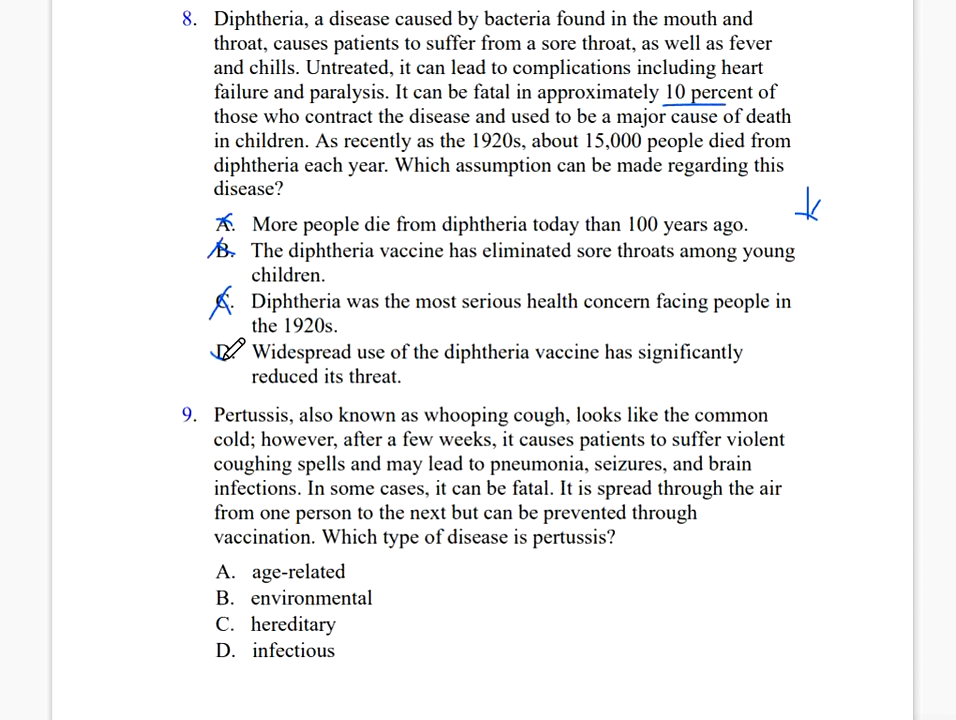 8. Diphtheria, a disease caused by bacteria found in the mouth and
throat, causes patients to suffer from a sore throat, as well as fever
and chills. Untreated, it can lead to complications including heart
failure and paralysis. It can be fatal in approximately 10 percent of
those who contract the disease and used to be a major cause of death
in children. As recently as the 1920s, about 15,000 people died from
diphtheria each year. Which assumption can be made regarding this
disease?
A. More people die from diphtheria today than 100 years ago.
B. The diphtheria vaccine has eliminated sore throats among young
children.
C. Diphtheria was the most serious health concern facing people in
the 1920s.
D. Widespread use of the diphtheria vaccine has significantly
reduced its threat.
9. Pertussis, also known as whooping cough, looks like the common
cold; however, after a few weeks, it causes patients to suffer violent
coughing spells and may lead to pneumonia, seizures, and brain
infections. In some cases, it can be fatal. It is spread through the air
from one person to the next but can be prevented through
vaccination. Which type of disease is pertussis?
A. age-related
B. environmental
C. hereditary
D. infectious